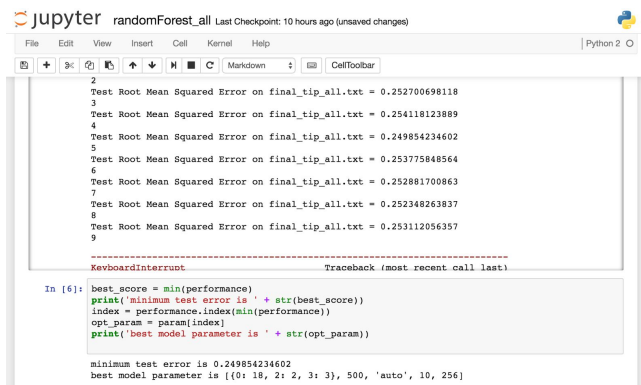 jupyter randomForest_all Last Checkpoint: 10 hours ago (unsaved changes)
File Edit View Insert Cell Kernel Help Python 2
Markdown CellToolbar
2
Test Root Mean Squared Error on final_tip_all.txt = 0.252700698118
3
Test Root Mean Squared Error on final_tip_all.txt = 0.254118123889
4
Test Root Mean Squared Error on final_tip_all.txt = 0.249854234602
5
Test Root Mean Squared Error on final_tip_all.txt = 0.253775848564
6
Test Root Mean Squared Error on final_tip_all.txt = 0.252881700863
7
Test Root Mean Squared Error on final_tip_all.txt = 0.252348263837
8
Test Root Mean Squared Error on final_tip_all.txt = 0.253112056357
9
---------------------------------------------------------------------------
KeyboardInterrupt Traceback (most recent call last)
In [6]: best_score = min(performance)
print('minimum test error is ' + str(best_score))
index = performance.index(min(performance))
opt_param = param[index]
print('best model parameter is ' + str(opt_param))
minimum test error is 0.249854234602
best model parameter is [{0: 18, 2: 2, 3: 3}, 500, 'auto', 10, 256]